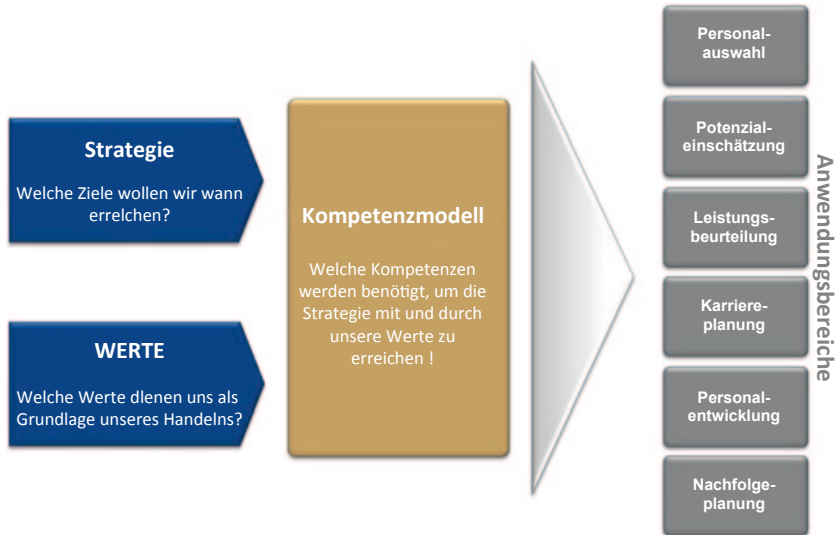 Strategie
Welche Ziele wollen wir wann
errelchen?
WERTE
Welche Werte dlenen uns als
Grundlage unseres Handelns?
Kompetenzmodell
Welche Kompetenzen
werden benötigt, um die
Strategie mit und durch
unsere Werte zu
erreichen !
Personal-
auswahl
Potenzial-
einschätzung
Leistungs-
beurteilung
Karriere-
planung
Personal-
entwicklung
Nachfolge-
planung
Anwendungsbereiche